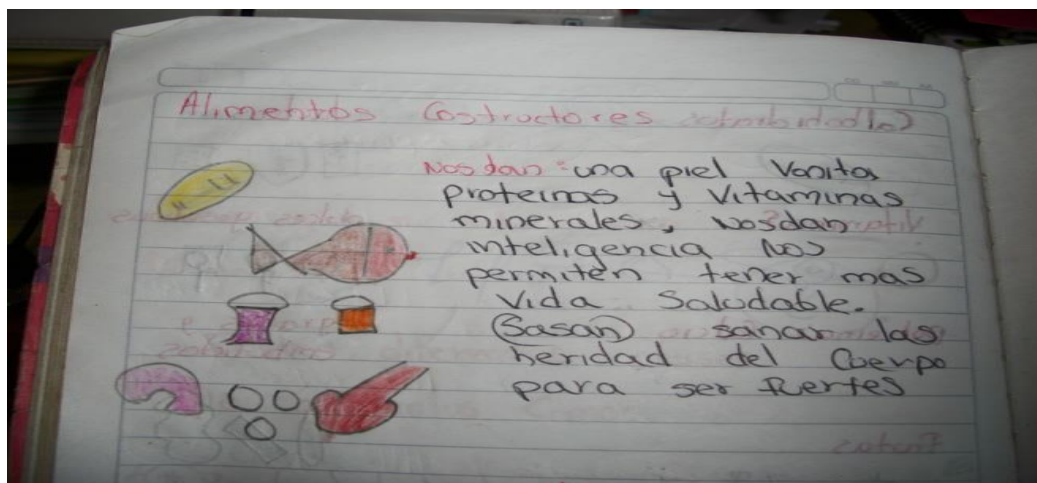 Alimentos Costructores
Nos dan: una piel Vonita
proteinas y Vitaminas
minerales, Nos dan
inteligencia Nos
permiten tener mas
Vida Saludable.
(Sasan) sanar las
heridad del Cuerpo
para ser fuertes